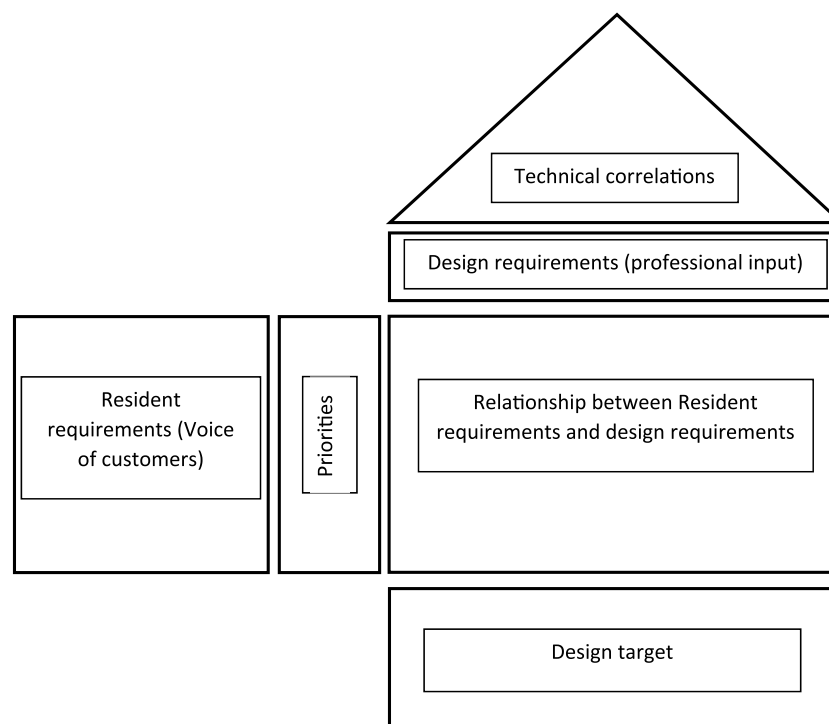 Technical correlations
Design requirements (professional input)
Resident
requirements (Voice
of customers)
Priorities
Relationship between Resident
requirements and design requirements
Design target